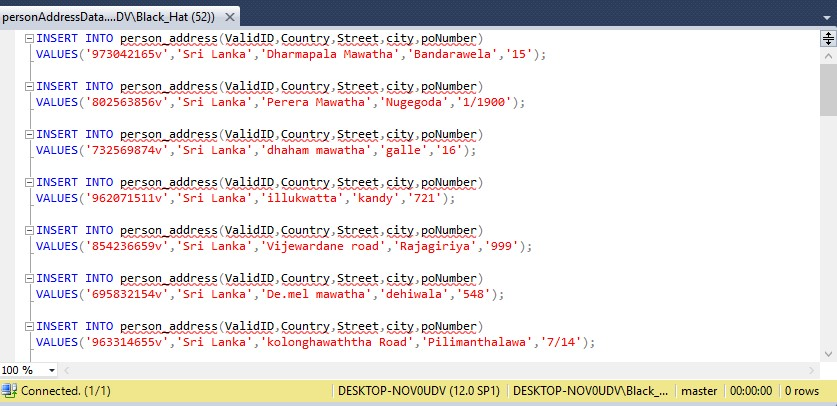 personAddressData....DV\Black_Hat (52))
INSERT INTO person_address(ValidID,Country,Street,city,poNumber)
VALUES('973042165v','Sri Lanka','Dharmapala Mawatha','Bandarawela','15');
INSERT INTO person_address(ValidID,Country,Street,city,poNumber)
VALUES('802563856v','Sri Lanka','Perera Mawatha','Nugegoda','1/1900');
INSERT INTO person_address(ValidID,Country,Street,city,poNumber)
VALUES('732569874v','Sri Lanka','dhaham mawatha','galle','16');
INSERT INTO person_address(ValidID,Country,Street,city,poNumber)
VALUES('962071511v','Sri Lanka','illukwatta','kandy','721');
INSERT INTO person_address(ValidID,Country,Street,city,poNumber)
VALUES('854236659v','Sri Lanka','Vijewardane road','Rajagiriya','999');
INSERT INTO person_address(ValidID,Country,Street,city,poNumber)
VALUES('695832154v','Sri Lanka','De.mel mawatha','dehiwala','548');
INSERT INTO person_address(ValidID,Country,Street,city,poNumber)
VALUES('963314655v','Sri Lanka','kolonghawaththa Road','Pilimanthalawa','7/14');
100 %
Connected. (1/1) DESKTOP-NOV0UDV (12.0 SP1) DESKTOP-NOV0UDV\Black_... master 00:00:00 0 rows